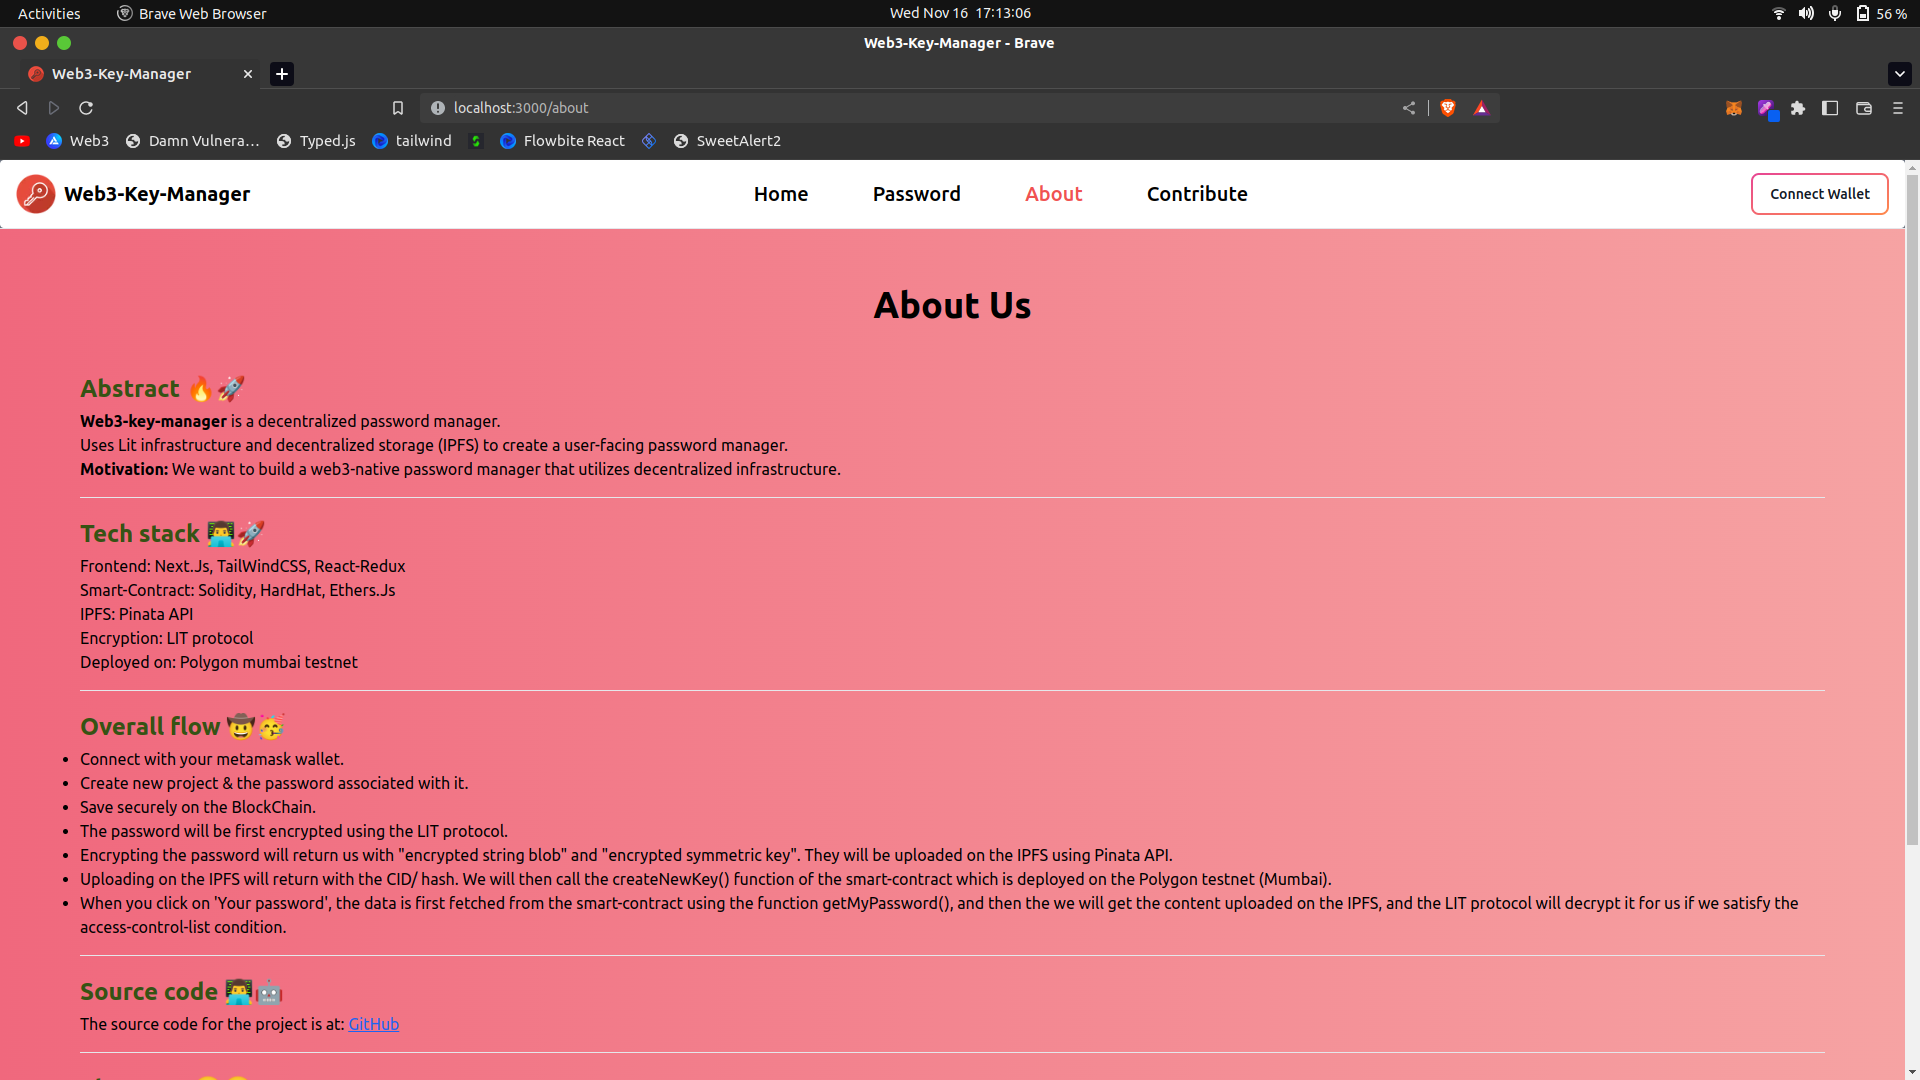 Activities
Brave Web Browser
Wed Nov 16 17:13:06
56 %
Web3-Key-Manager - Brave
Web3-Key-Manager
localhost:3000/about
Web3
Damn Vulnera...
Typed.js
tailwind
Flowbite React
SweetAlert2
Web3-Key-Manager
Home
Password
About
Contribute
Connect Wallet
About Us
Abstract 🔥🚀
Web3-key-manager is a decentralized password manager.
Uses Lit infrastructure and decentralized storage (IPFS) to create a user-facing password manager.
Motivation: We want to build a web3-native password manager that utilizes decentralized infrastructure.
Tech stack 👨‍💻🚀
Frontend: Next.Js, TailWindCSS, React-Redux
Smart-Contract: Solidity, HardHat, Ethers.Js
IPFS: Pinata API
Encryption: LIT protocol
Deployed on: Polygon mumbai testnet
Overall flow 🤠🥳
• Connect with your metamask wallet.
• Create new project & the password associated with it.
• Save securely on the BlockChain.
• The password will be first encrypted using the LIT protocol.
• Encrypting the password will return us with "encrypted string blob" and "encrypted symmetric key". They will be uploaded on the IPFS using Pinata API.
• Uploading on the IPFS will return with the CID/ hash. We will then call the createNewKey() function of the smart-contract which is deployed on the Polygon testnet (Mumbai).
• When you click on 'Your password', the data is first fetched from the smart-contract using the function getMyPassword(), and then the we will get the content uploaded on the IPFS, and the LIT protocol will decrypt it for us if we satisfy the
access-control-list condition.
Source code 👨‍💻🤖
The source code for the project is at: GitHub